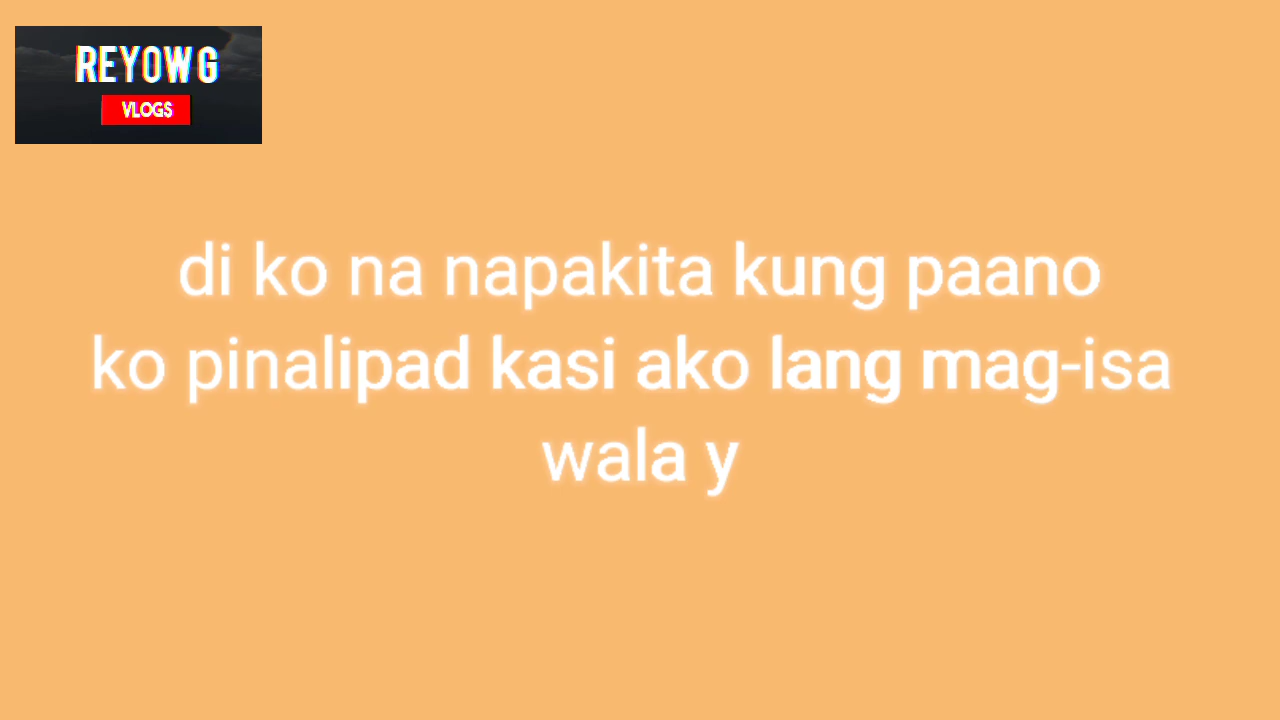 REYOWG
VLOGS
di ko na napakita kung paano
ko pinalipad kasi ako lang mag-isa
wala y